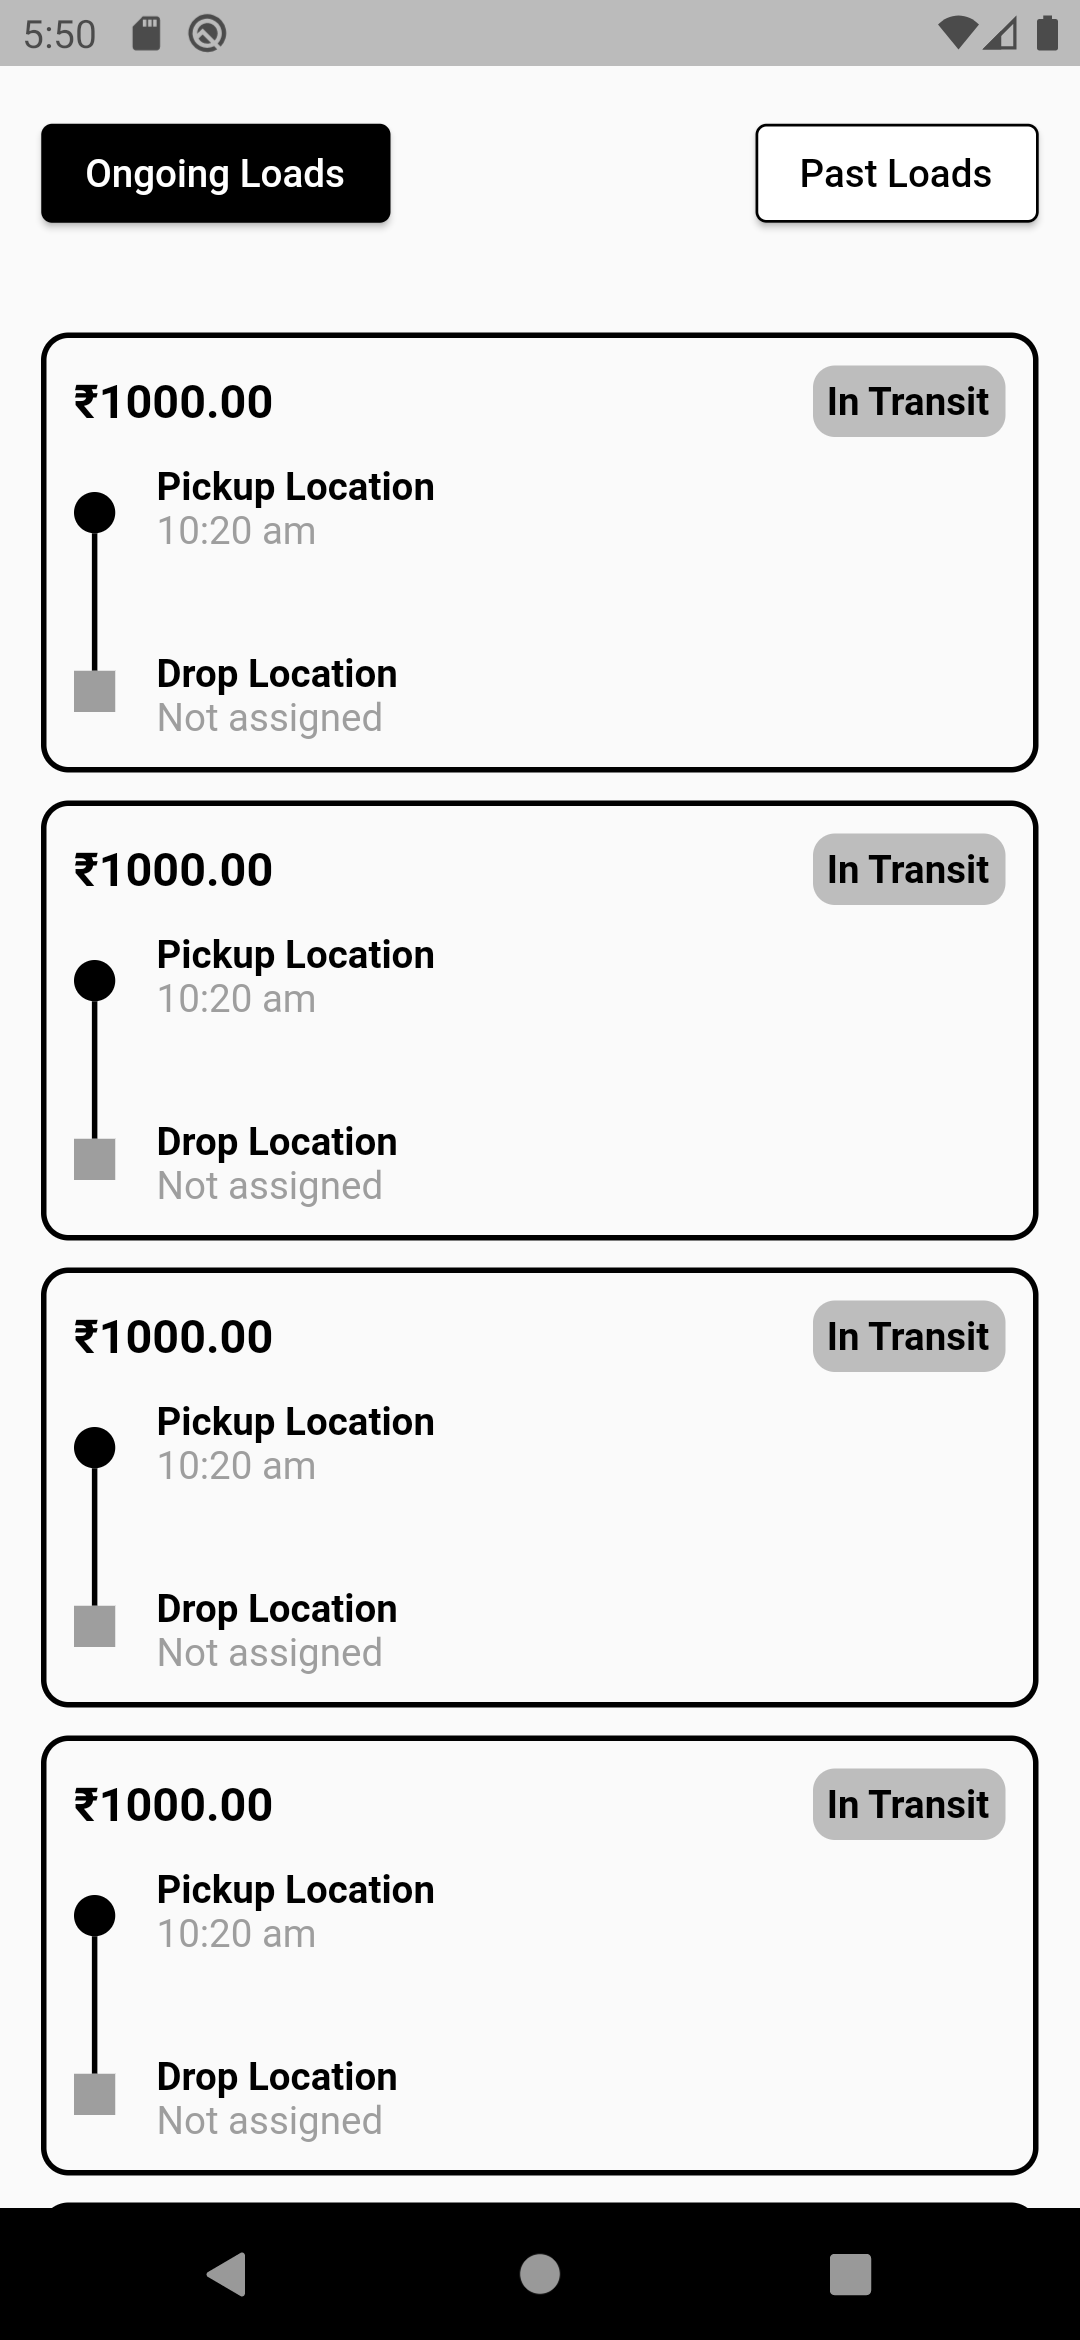 5:50
Ongoing Loads
Past Loads
₹1000.00
In Transit
Pickup Location
10:20 am
Drop Location
Not assigned
₹1000.00
In Transit
Pickup Location
10:20 am
Drop Location
Not assigned
₹1000.00
In Transit
Pickup Location
10:20 am
Drop Location
Not assigned
₹1000.00
In Transit
Pickup Location
10:20 am
Drop Location
Not assigned